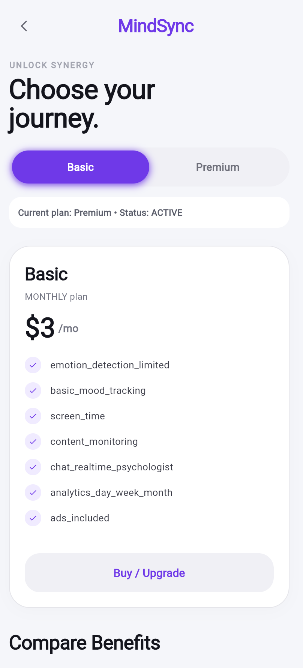 MindSync
UNLOCK SYNERGY
Choose your
journey.
Basic
Premium
Current plan: Premium • Status: ACTIVE
Basic
MONTHLY plan
$3 /mo
emotion_detection_limited
basic_mood_tracking
screen_time
content_monitoring
chat_realtime_psychologist
analytics_day_week_month
ads_included
Buy / Upgrade
Compare Benefits